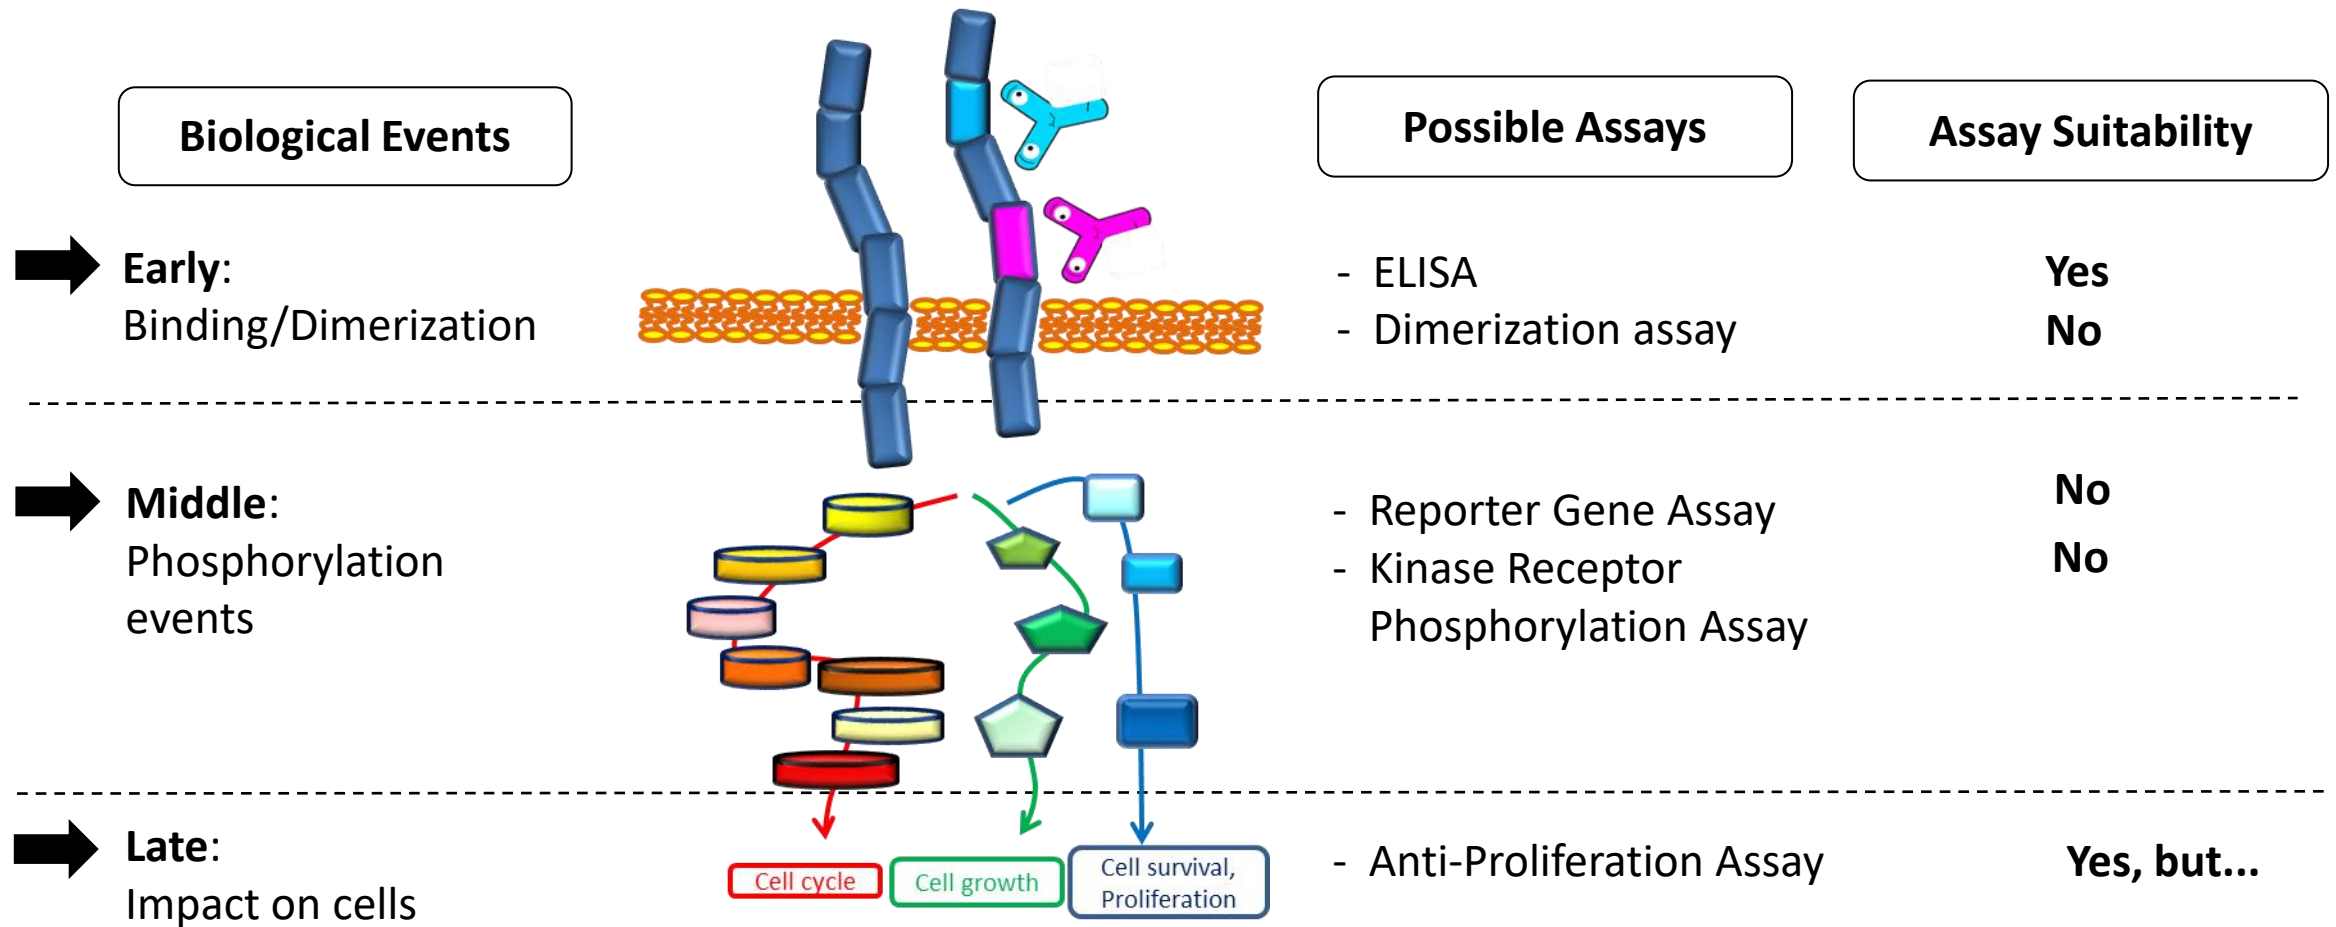 Biological Events
Possible Assays
Assay Suitability
Early:
Binding/Dimerization
- ELISA
Yes
- Dimerization assay
No
Middle:
Phosphorylation
events
- Reporter Gene Assay
No
- Kinase Receptor
Phosphorylation Assay
No
Late:
Impact on cells
Cell cycle
Cell growth
Cell survival,
Proliferation
- Anti-Proliferation Assay
Yes, but...